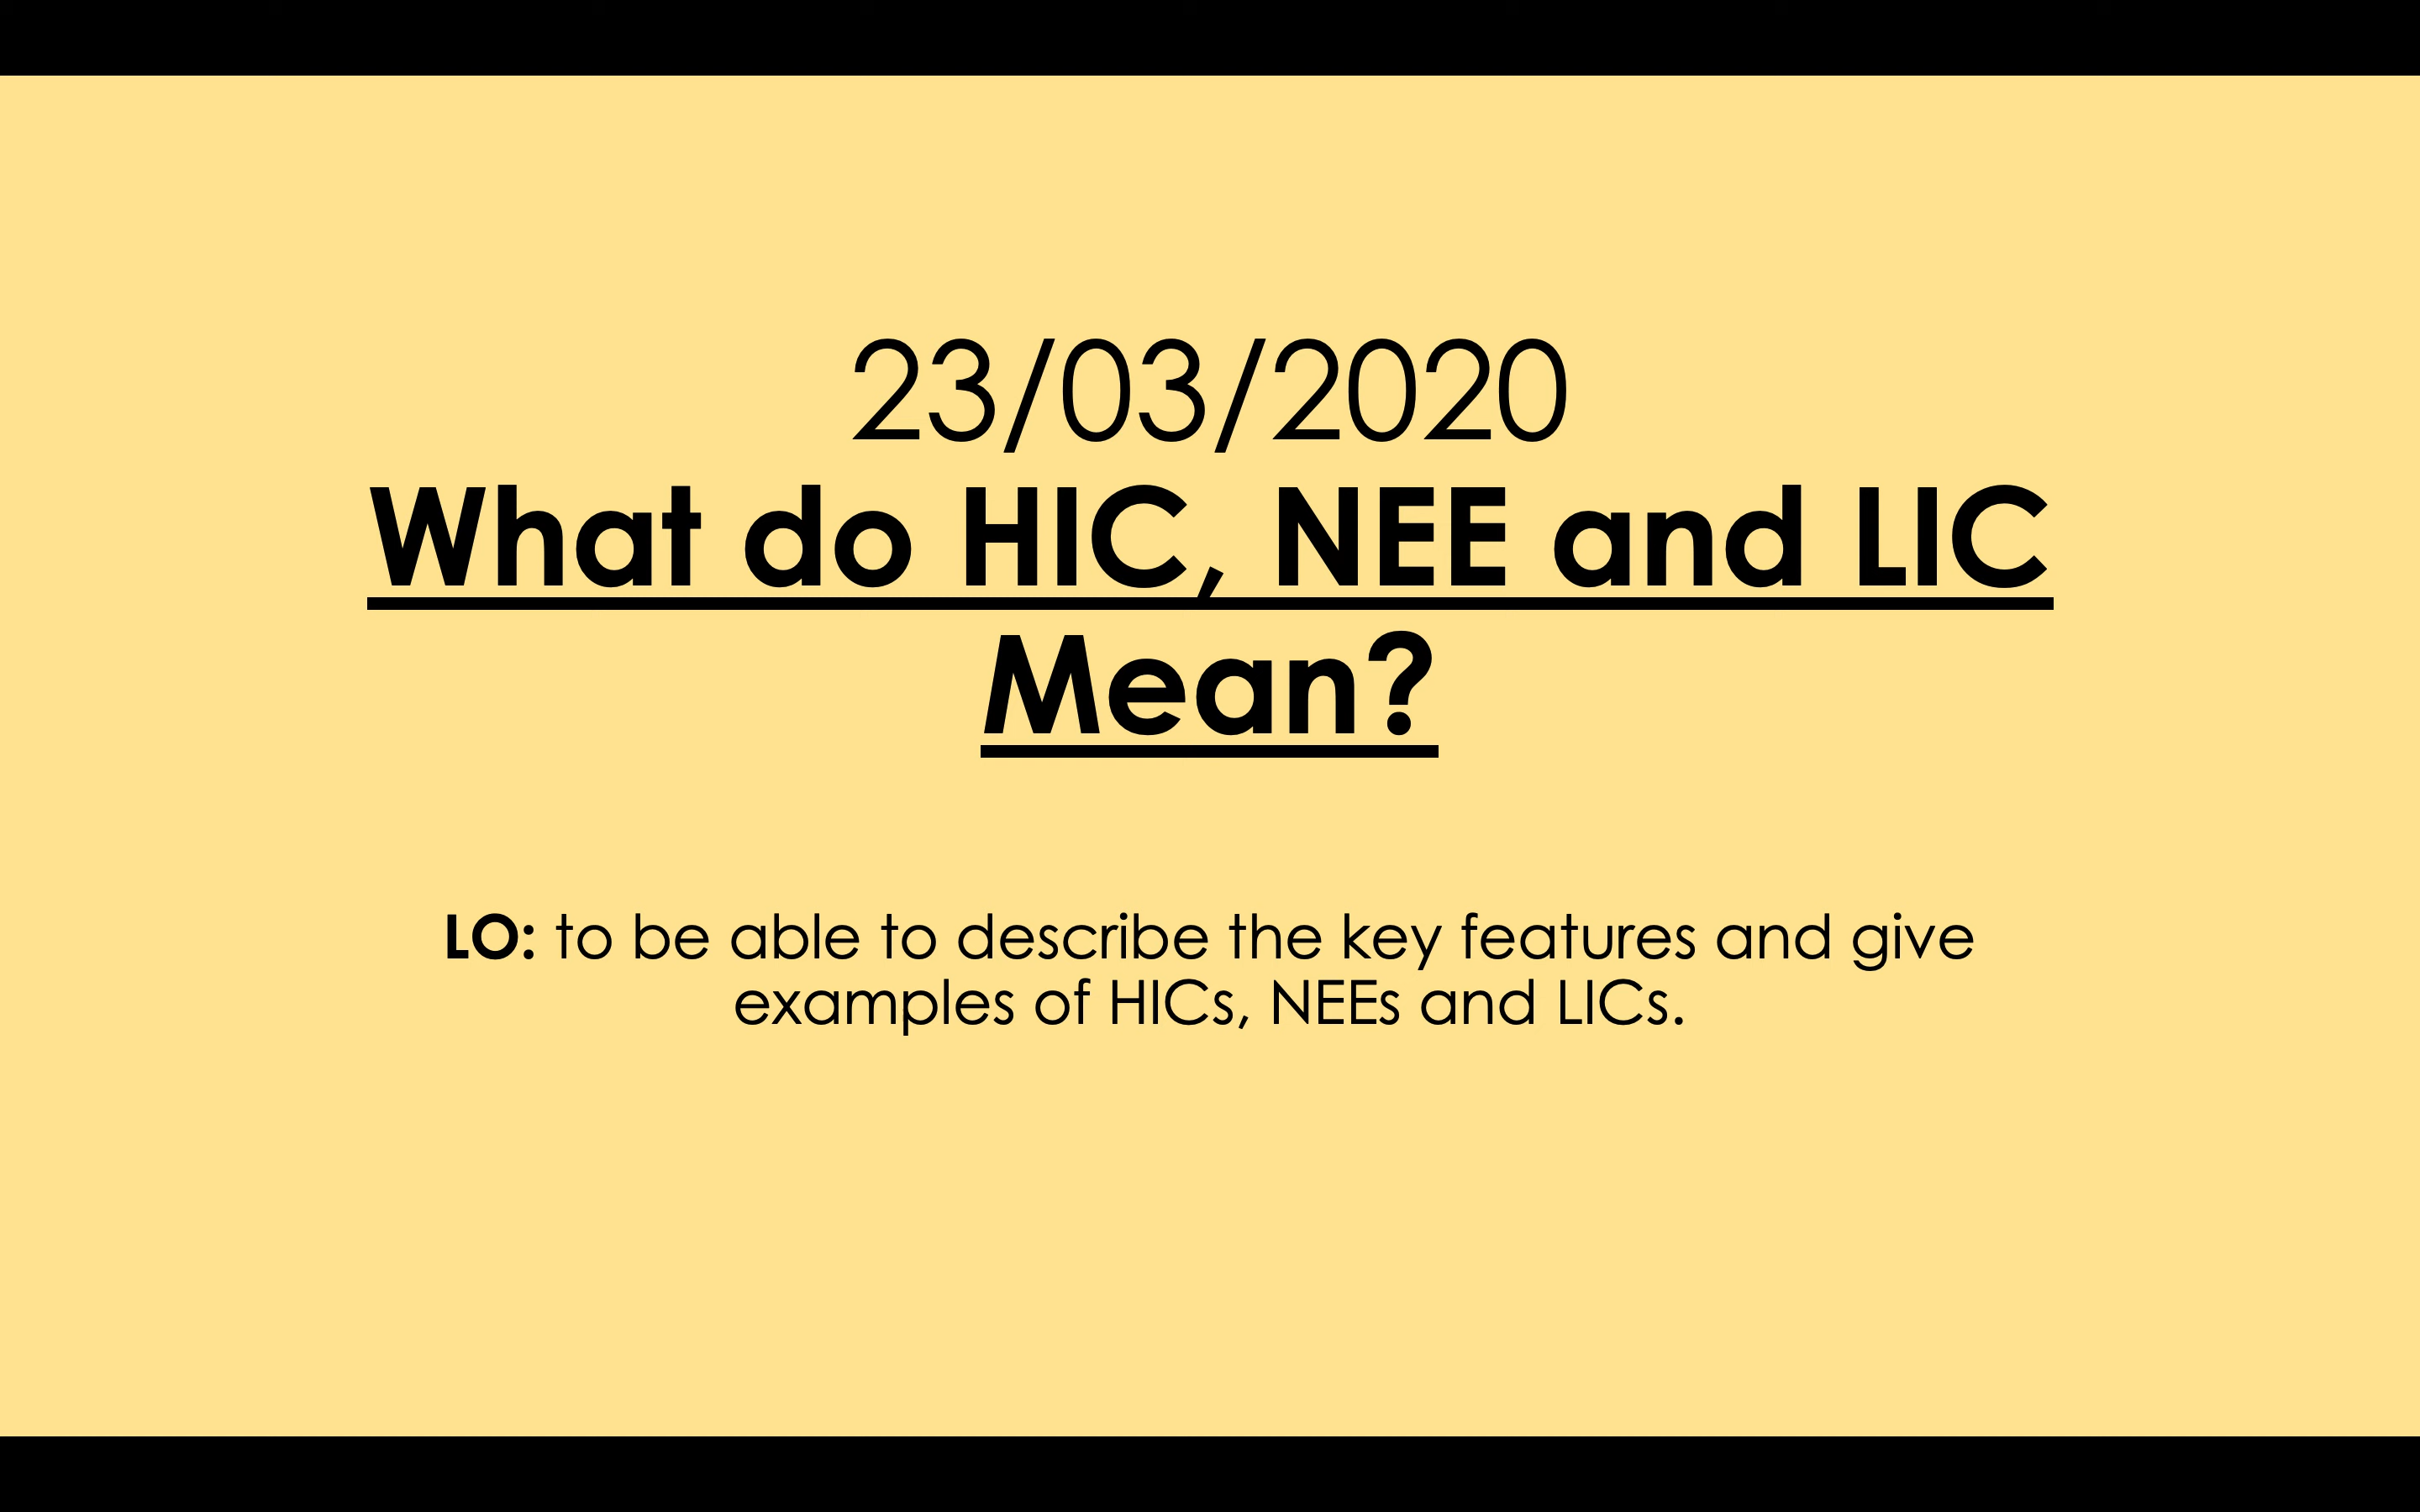 23/03/2020
What do HIC, NEE and LIC
Mean?
LO: to be able to describe the key features and give
examples of HICs, NEEs and LICs.